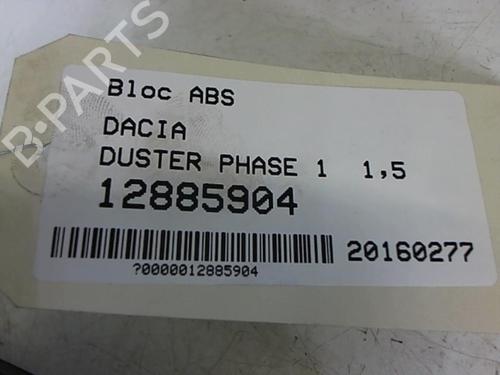 Bloc ABS
DACIA
DUSTER PHASE 1 1,5
12885904
20160277
?0000012885904
B-PARTS